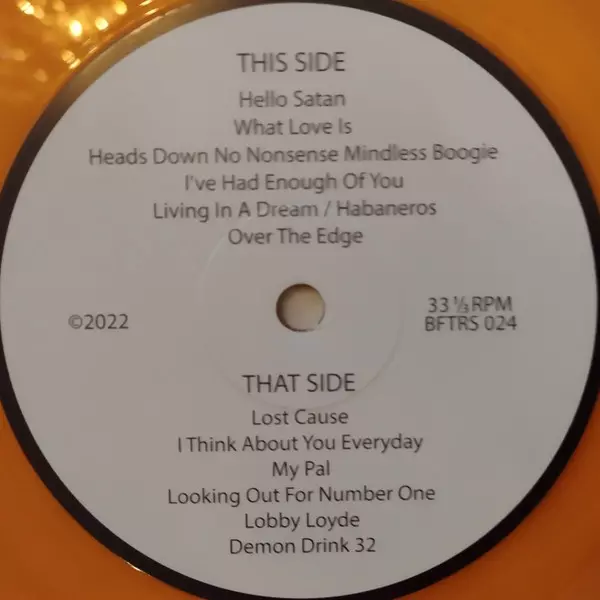 THIS SIDE
Hello Satan
What Love Is
Heads Down No Nonsense Mindless Boogie
I've Had Enough Of You
Living In A Dream / Habaneros
Over The Edge
©2022
33 ⅓ RPM
BFTRS 024
THAT SIDE
Lost Cause
I Think About You Everyday
My Pal
Looking Out For Number One
Lobby Loyde
Demon Drink 32